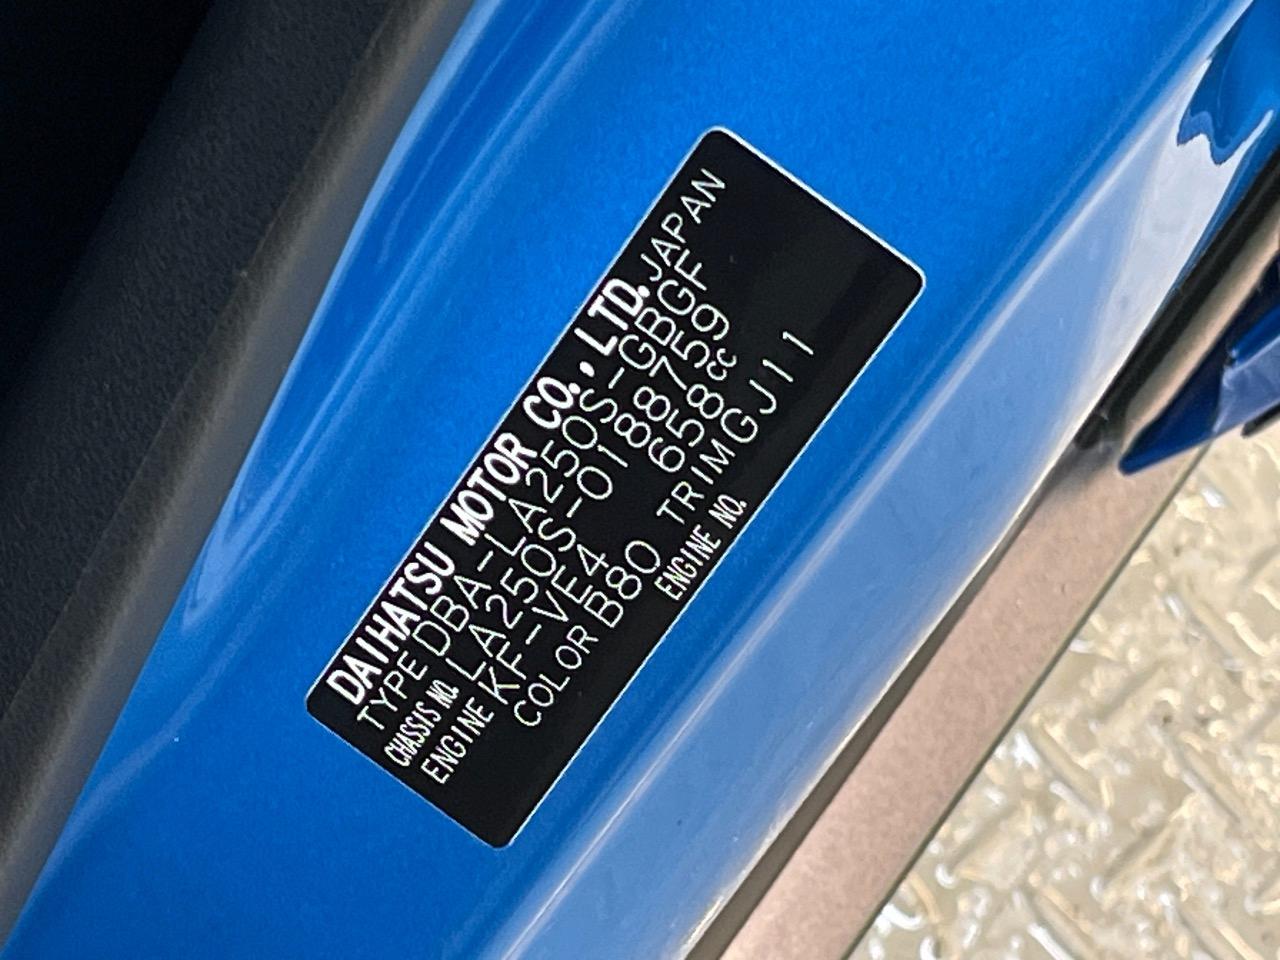 DAIHATSU MOTOR CO., LTD. JAPAN
TYPE DBA-LA250S-GBGF
CHASSIS NO. LA250S-0188759
ENGINE KF-VE4 658cc
COLOR B80 TRIM GJ11
ENGINE NO.